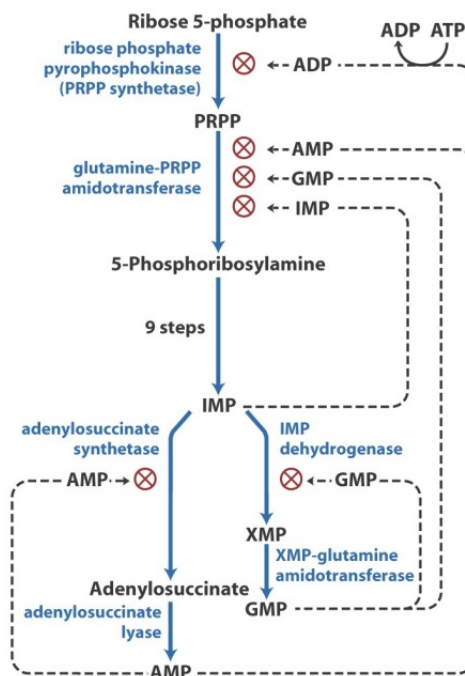 Ribose 5-phosphate
ADP ATP
ribose phosphate
pyrophosphokinase
(PRPP synthetase)
ADP
PRPP
AMP
glutamine-PRPP
amidotransferase
GMP
IMP
5-Phosphoribosylamine
9 steps
IMP
adenylosuccinate
synthetase
IMP
dehydrogenase
AMP
GMP
XMP
XMP-glutamine
amidotransferase
Adenylosuccinate
GMP
adenylosuccinate
lyase
AMP